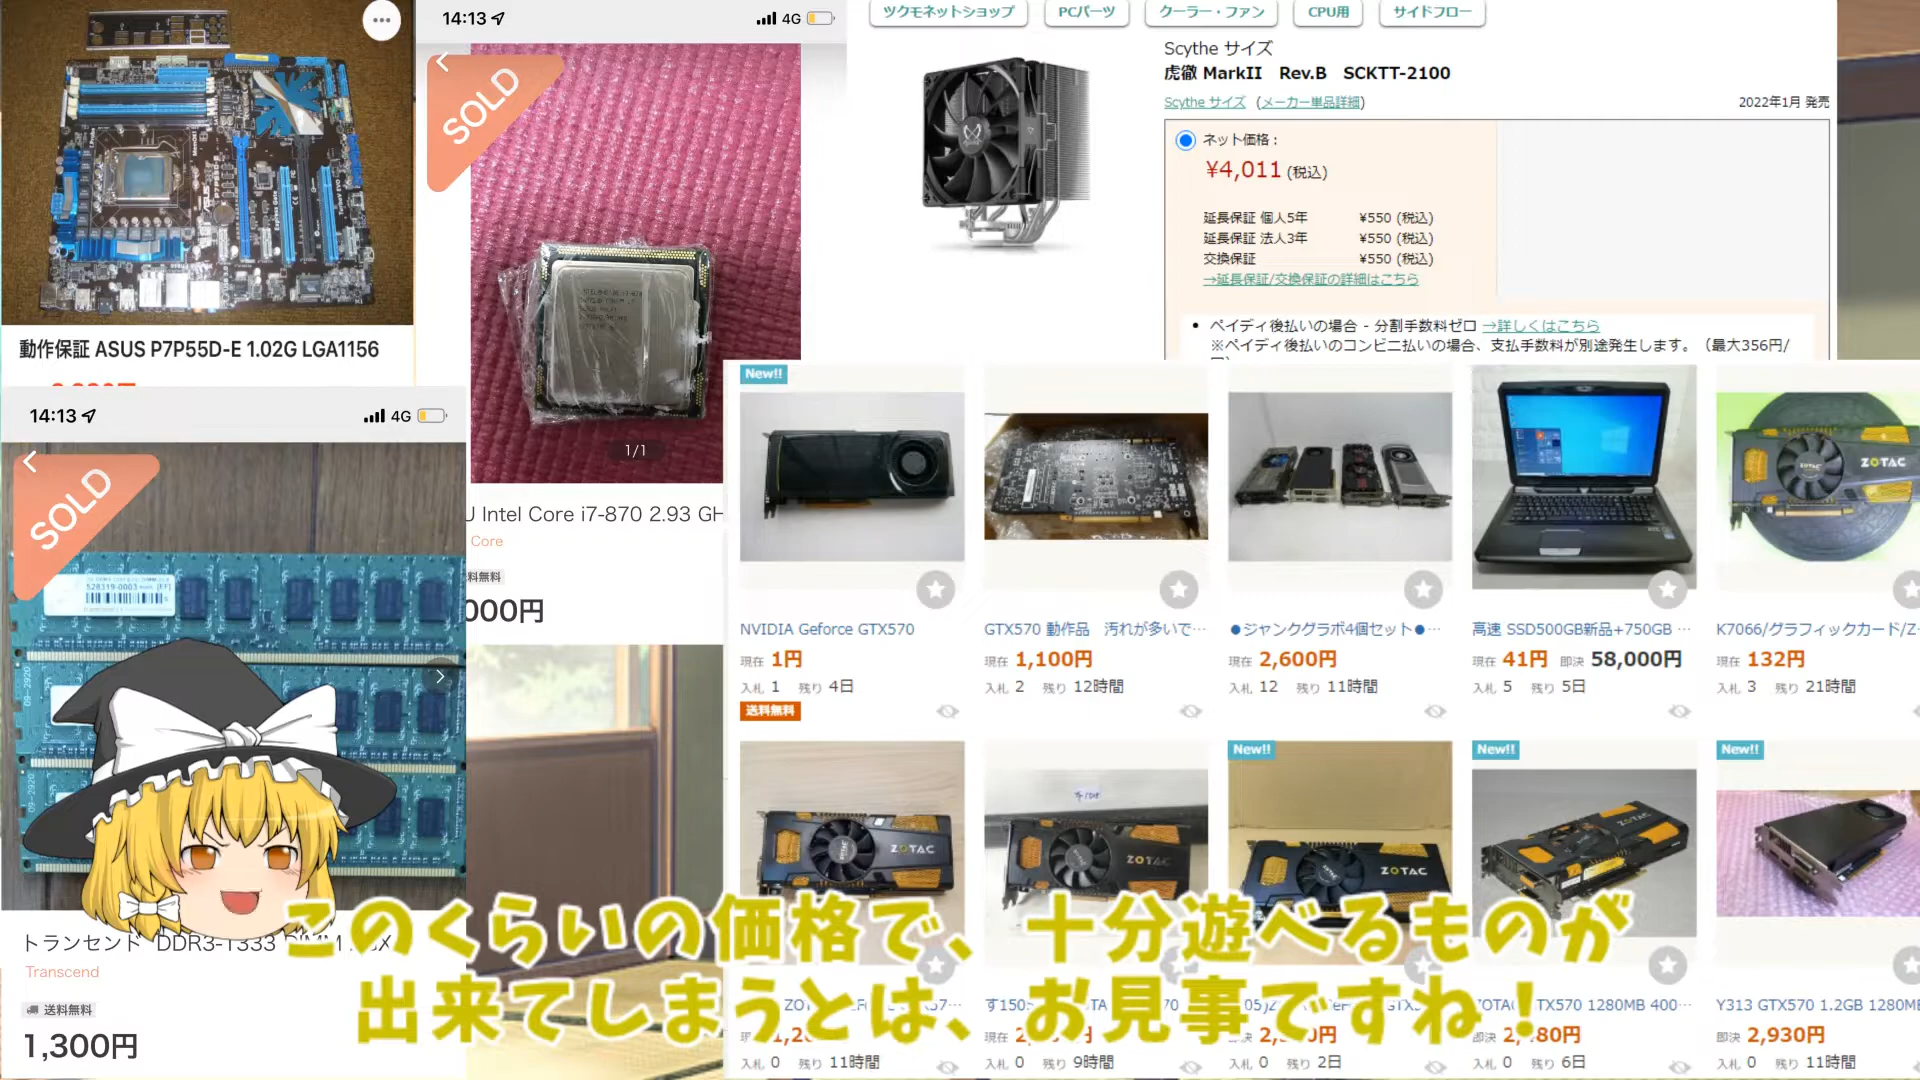 動作保証 ASUS P7P55D-E 1.02G LGA1156
14:13
4G
SOLD
1/1
U Intel Core i7-870 2.93 GH
Core
料無料
000円
ツクモネットショップ
PCパーツ
クーラー・ファン
CPU用
サイドフロー
Scythe サイズ
虎徹 MarkII Rev.B SCKTT-2100
Scythe サイズ (メーカー単品詳細)
2022年1月 発売
ネット価格：
¥4,011 (税込)
延長保証 個人5年 ¥550 (税込)
延長保証 法人3年 ¥550 (税込)
交換保証 ¥550 (税込)
→延長保証/交換保証の詳細はこちら
• ペイディ後払いの場合 - 分割手数料ゼロ →詳しくはこちら
※ペイディ後払いのコンビニ払いの場合、支払手数料が別途発生します。（最大356円/
14:13
4G
SOLD
トランセンド DDR3-1333 DIMM
Transcend
送料無料
1,300円
New!!
NVIDIA Geforce GTX570
現在 1円
入札 1 残り 4日
送料無料
GTX570 動作品 汚れが多いで…
現在 1,100円
入札 2 残り 12時間
●ジャンクグラボ4個セット●…
現在 2,600円
入札 12 残り 11時間
高速 SSD500GB新品+750GB …
現在 41円 即決 58,000円
入札 5 残り 5日
ZOTAC
K7066/グラフィックカード/Z
現在 132円
入札 3 残り 21時間
ZOTAC
入札 0 残り 11時間
ZOTAC
現在
入札 0 残り 9時間
New!!
ZOTAC
入札 0 残り 2日
New!!
ZOTAC
TX570 1280MB 400…
入札 0 残り 6日
New!!
Y313 GTX570 1.2GB 1280M
即決 2,930円
入札 0 残り 11時間
このくらいの価格で、十分遊べるものが
出来てしまうとは、お見事ですね！